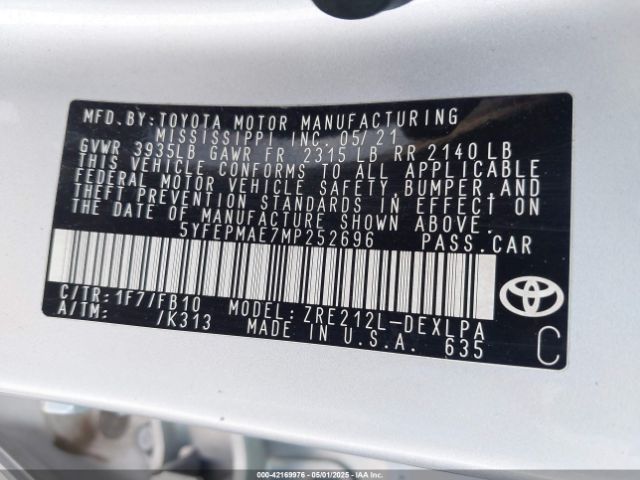 MFD.BY:TOYOTA MOTOR MANUFACTURING
MISSISSIPPI INC. 05/21
GVWR 3935LB GAWR FR 2315 LB RR 2140 LB
THIS VEHICLE CONFORMS TO ALL APPLICABLE
FEDERAL MOTOR VEHICLE SAFETY, BUMPER, AND
THEFT PREVENTION STANDARDS IN EFFECT ON
THE DATE OF MANUFACTURE SHOWN ABOVE.
5YFEPMAE7MP252696 PASS.CAR
C/TR: 1F7/FB10 MODEL: ZRE212L-DEXLPA
A/TM: /K313 MADE IN U.S.A. 635
C
000-42169976 05/01/2025 Copart IAA Inc.